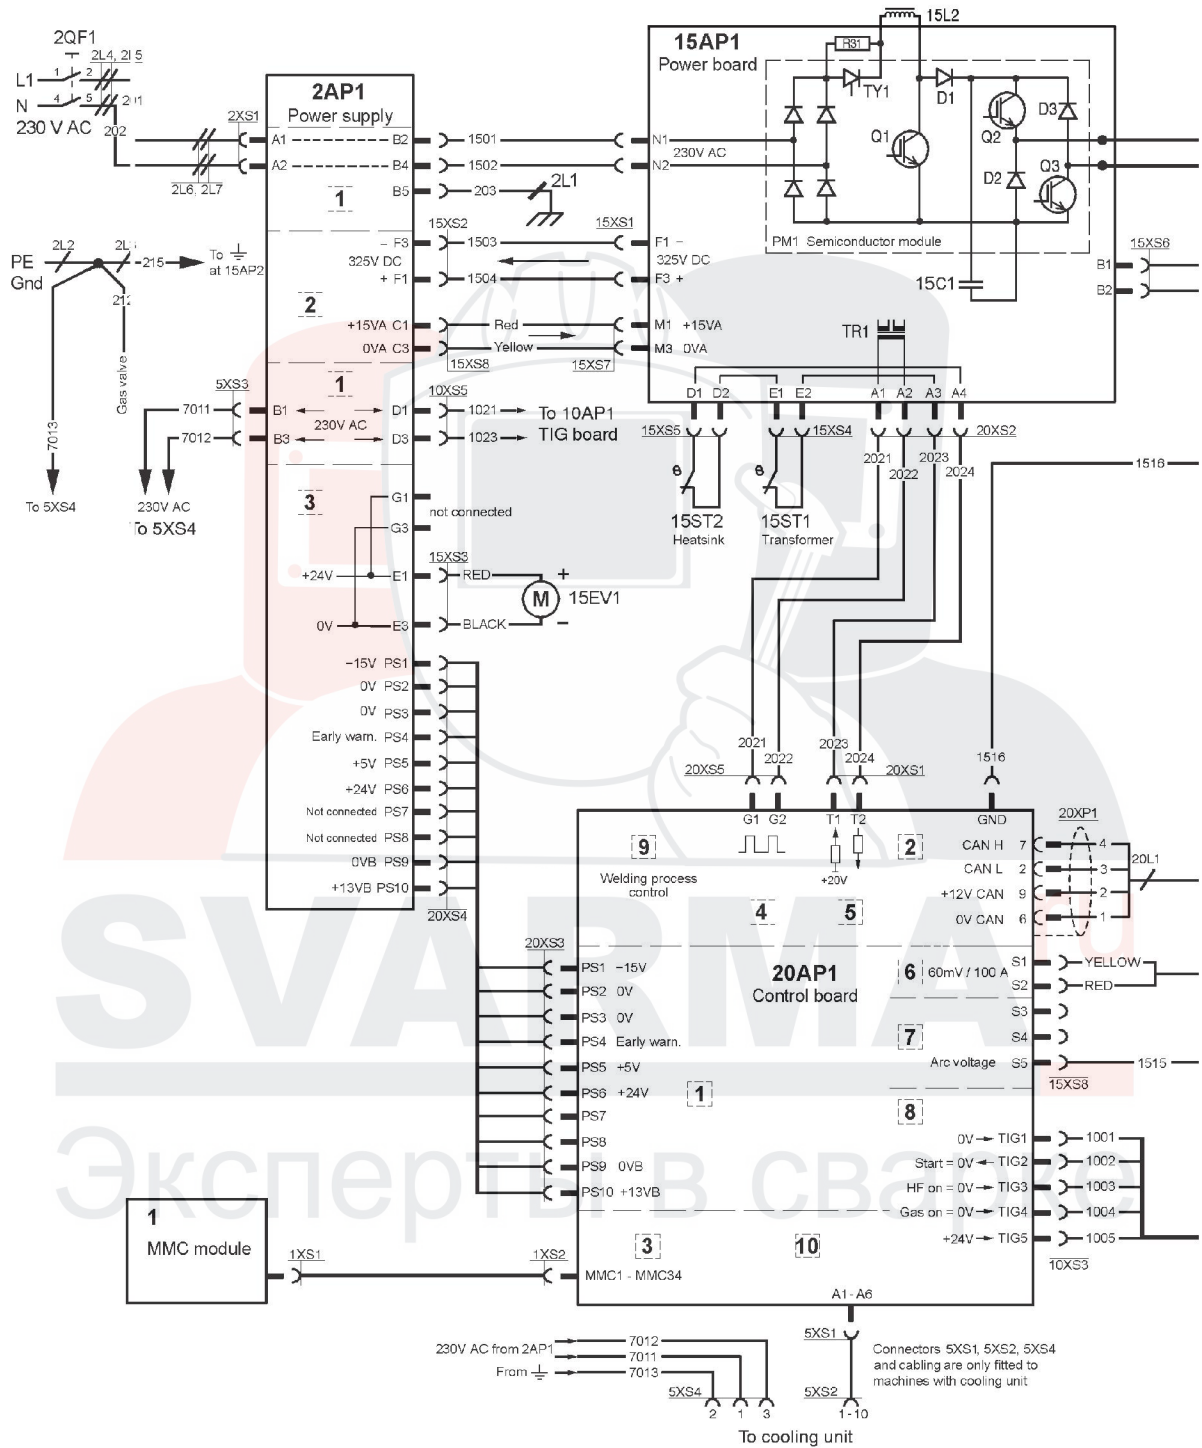 2QF1
2L4, 2L5
L1
1
2
N
4
5
230 V AC
202
2XS1
2L6, 2L7
2AP1
Power supply
A1
B2
1501
A2
B4
1502
B5
203
2L1
1
15XS2
15XS1
– F3
1503
F1 –
325V DC
325V DC
+ F1
1504
F3 +
2
+15VA C1
Red
M1 +15VA
0VA C3
Yellow
M3 0VA
15XS8
15XS7
PE
Gnd
2L2
215
To
at 15AP2
7013
Gas valve
To 5XS4
5XS3
7011
7012
230V AC
To 5XS4
1
B1
D1
230V AC
B3
D3
10XS5
1021
1023
To 10AP1
TIG board
3
G1
not connected
G3
15XS3
+24V
E1
RED
+
M
15EV1
0V
E3
BLACK
–
–15V PS1
0V PS2
0V PS3
Early warn. PS4
+5V PS5
+24V PS6
Not connected PS7
Not connected PS8
0VB PS9
+13VB PS10
20XS4
15L2
15AP1
Power board
R31
TY1
D1
Q1
Q2
D3
D2
Q3
N1
230V AC
N2
PM1 Semiconductor module
15C1
15XS6
B1
B2
TR1
D1
D2
E1
E2
A1
A2
A3
A4
15XS5
15XS4
20XS2
θ
θ
15ST2
Heatsink
15ST1
Transformer
2021
2022
2023
2024
1516
2021
2022
2023
2024
1516
20XS5
20XS1
G1
G2
T1
T2
GND
20XP1
9
Welding process
control
+20V
2
4
5
CAN H 7
4
CAN L 2
3
+12V CAN 9
2
0V CAN 6
1
20L1
20AP1
Control board
6
60mV / 100 A
S1
YELLOW
S2
RED
7
S3
S4
Arc voltage S5
1515
15XS8
20XS3
PS1 –15V
PS2 0V
PS3 0V
PS4 Early warn.
PS5 +5V
PS6 +24V
PS7
PS8
PS9 0VB
PS10 +13VB
1
8
0V TIG1
1001
Start = 0V TIG2
1002
HF on = 0V TIG3
1003
Gas on = 0V TIG4
1004
+24V TIG5
1005
10XS3
SVARMA.ru
Эксперты в сварке
1
MMC module
1XS1
1XS2
3
10
MMC1 - MMC34
A1- A6
5XS1
230V AC from 2AP1
7012
7011
From
7013
5XS4
2
1
3
5XS2
1-10
Connectors 5XS1, 5XS2, 5XS4
and cabling are only fitted to
machines with cooling unit
To cooling unit